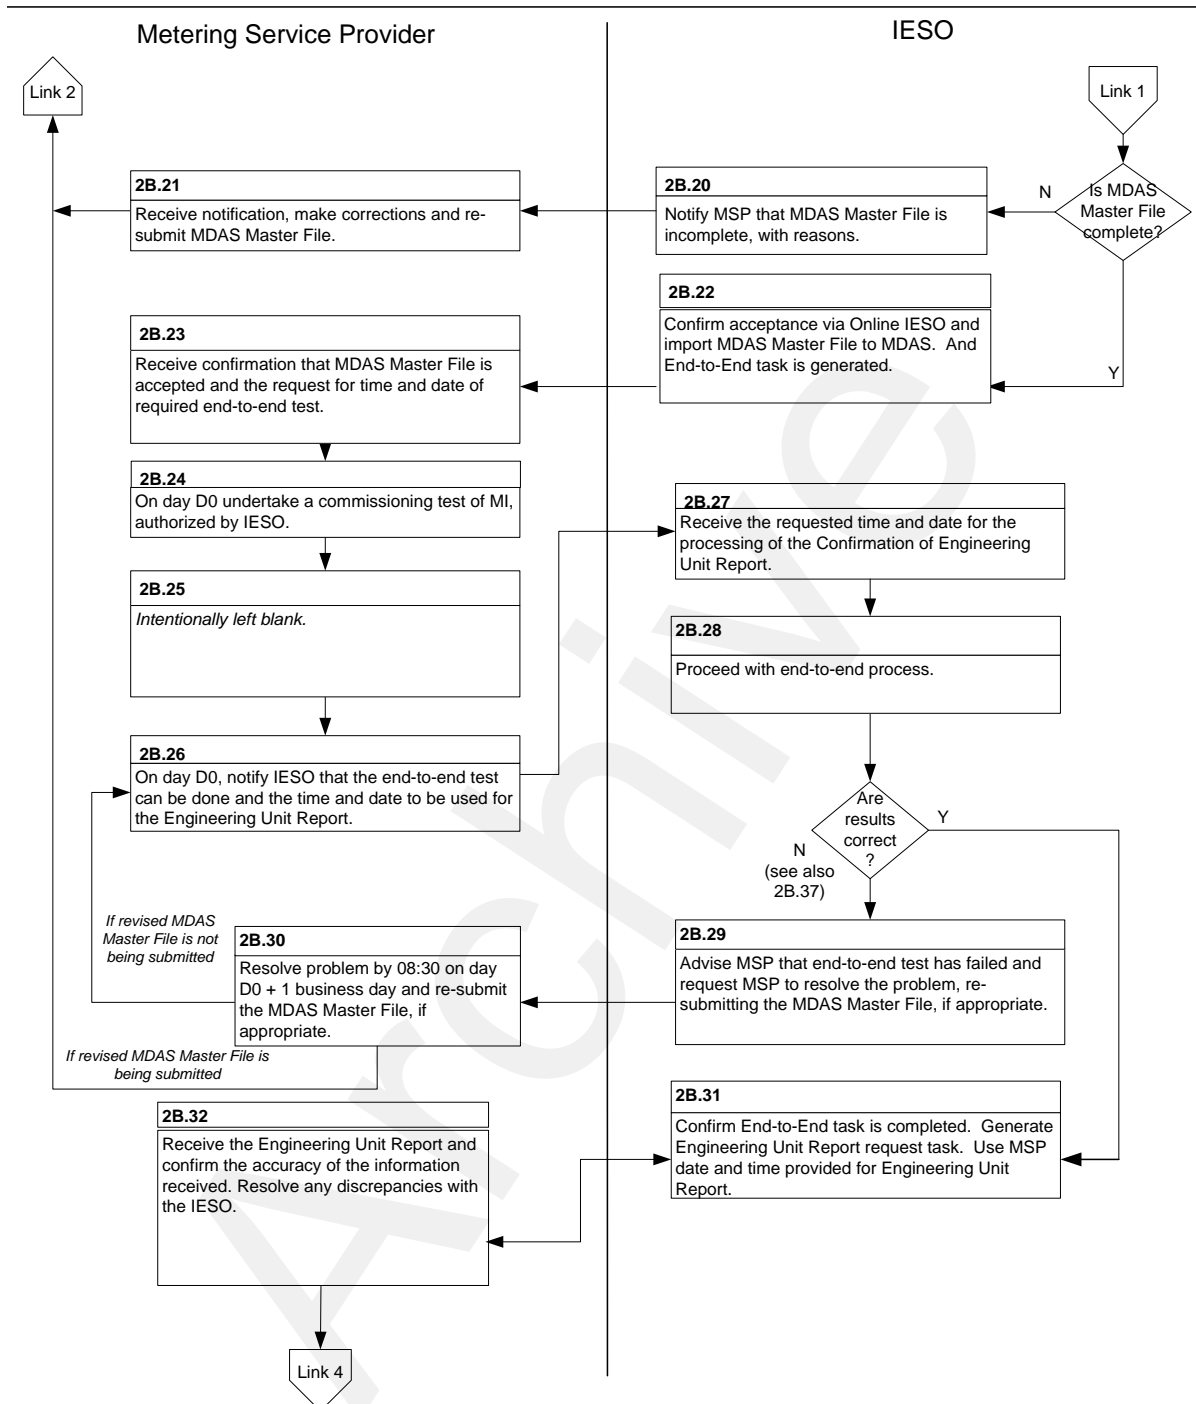 Metering Service Provider
IESO
Link 2
Link 1
2B.21
Receive notification, make corrections and re-
submit MDAS Master File.
2B.20
Notify MSP that MDAS Master File is
incomplete, with reasons.
N
Is MDAS
Master File
complete?
2B.22
Confirm acceptance via Online IESO and
import MDAS Master File to MDAS. And
End-to-End task is generated.
Y
2B.23
Receive confirmation that MDAS Master File is
accepted and the request for time and date of
required end-to-end test.
2B.24
On day D0 undertake a commissioning test of MI,
authorized by IESO.
2B.25
Intentionally left blank.
2B.26
On day D0, notify IESO that the end-to-end test
can be done and the time and date to be used for
the Engineering Unit Report.
2B.27
Receive the requested time and date for the
processing of the Confirmation of Engineering
Unit Report.
2B.28
Proceed with end-to-end process.
Are
results
correct
?
Y
N
(see also
2B.37)
2B.29
Advise MSP that end-to-end test has failed and
request MSP to resolve the problem, re-
submitting the MDAS Master File, if appropriate.
If revised MDAS
Master File is not
being submitted
2B.30
Resolve problem by 08:30 on day
D0 + 1 business day and re-submit
the MDAS Master File, if
appropriate.
If revised MDAS Master File is
being submitted
2B.31
Confirm End-to-End task is completed. Generate
Engineering Unit Report request task. Use MSP
date and time provided for Engineering Unit
Report.
2B.32
Receive the Engineering Unit Report and
confirm the accuracy of the information
received. Resolve any discrepancies with
the IESO.
Link 4
Archive